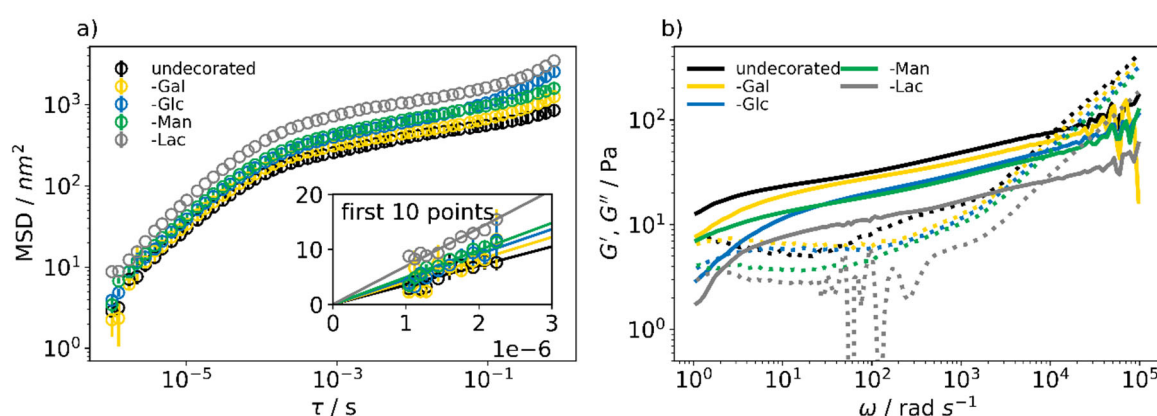 a)
MSD / nm²
10³
10²
10¹
10⁰
undecorated
-Gal
-Glc
-Man
-Lac
first 10 points
20
10
0
0 1 2 3
1e−6
10⁻⁵ 10⁻³ 10⁻¹
τ / s
b)
G′, G″ / Pa
10²
10¹
10⁰
undecorated -Man
-Gal -Lac
-Glc
10⁰ 10¹ 10² 10³ 10⁴ 10⁵
ω / rad s⁻¹